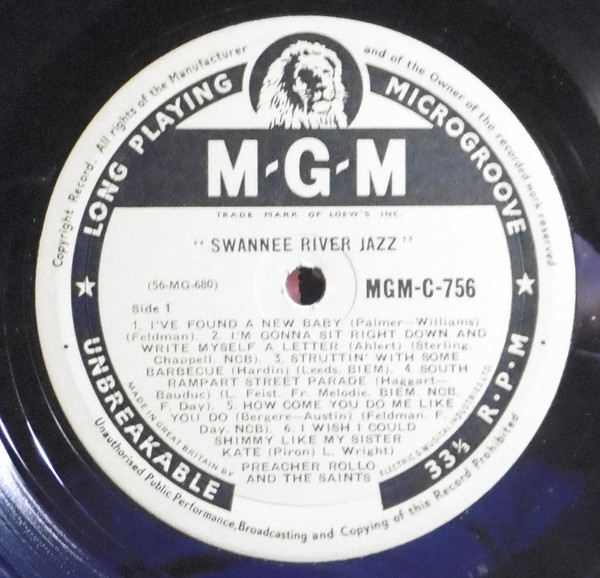 Copyright Record. All rights of the Manufacturer and of the Owner of the recorded work reserved
LONG PLAYING MICROGROOVE
M-G-M
TRADE MARK OF LOEW'S INC.
"SWANNEE RIVER JAZZ"
(56-MG-680)
MGM-C-756
Side 1
1. I'VE FOUND A NEW BABY (Palmer—Williams)
(Feldman). 2. I'M GONNA SIT RIGHT DOWN AND
WRITE MYSELF A LETTER (Ahlert) (Sterling.
Chappell. NCB). 3. STRUTTIN' WITH SOME
BARBECUE (Hardin) (Leeds. BIEM). 4. SOUTH
RAMPART STREET PARADE (Haggart—
Bauduc) (L. Feist. Fr. Melodie. BIEM. NCB.
F. Day). 5. HOW COME YOU DO ME LIKE
YOU DO (Bergere—Austin) (Feldman. F.
Day. NCB). 6. I WISH I COULD
SHIMMY LIKE MY SISTER
KATE (Piron) L. Wright)
PREACHER ROLLO
AND THE SAINTS
MADE IN GREAT BRITAIN BY ELECTRIC & MUSICAL INDUSTRIES LTD.
UNBREAKABLE
33⅓ R·P·M
Unauthorised Public Performance, Broadcasting and Copying of this Record Prohibited